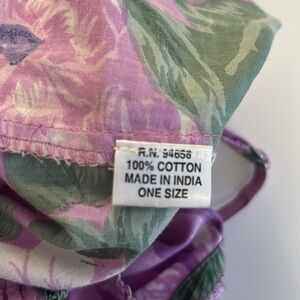 R.N. 94656
100% COTTON
MADE IN INDIA
ONE SIZE